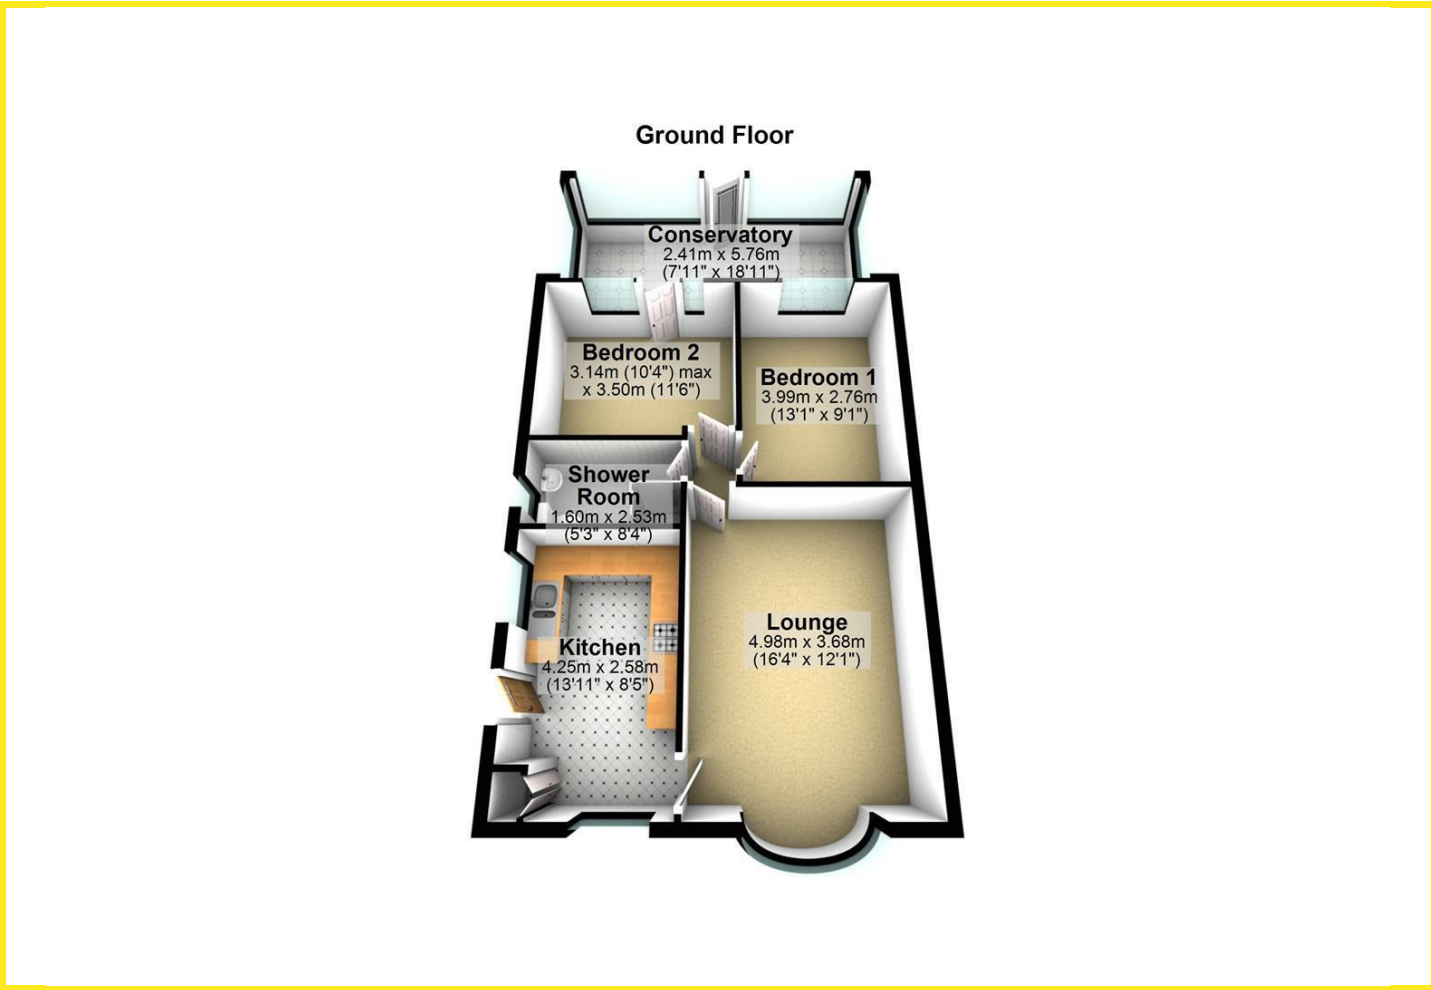 Ground Floor
Conservatory
2.41m x 5.76m
(7'11" x 18'11")
Bedroom 2
3.14m (10'4") max
x 3.50m (11'6")
Bedroom 1
3.99m x 2.76m
(13'1" x 9'1")
Shower
Room
1.60m x 2.53m
(5'3" x 8'4")
Lounge
4.98m x 3.68m
(16'4" x 12'1")
Kitchen
4.25m x 2.58m
(13'11" x 8'5")